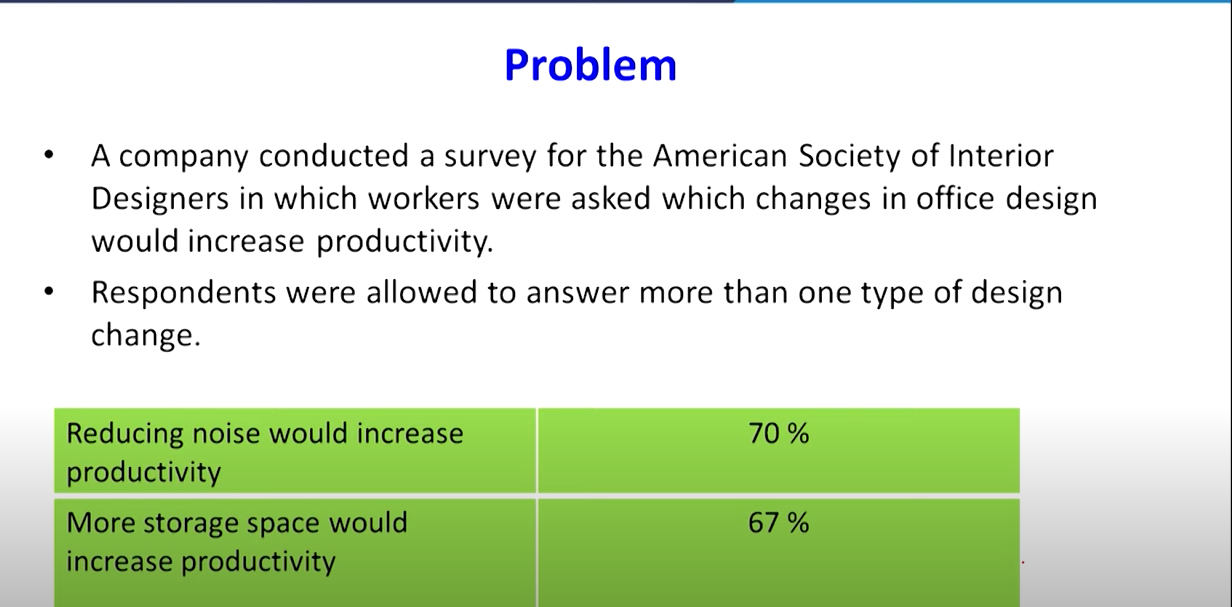 Problem
• A company conducted a survey for the American Society of Interior
Designers in which workers were asked which changes in office design
would increase productivity.
• Respondents were allowed to answer more than one type of design
change.
Reducing noise would increase
productivity
70 %
More storage space would
increase productivity
67 %